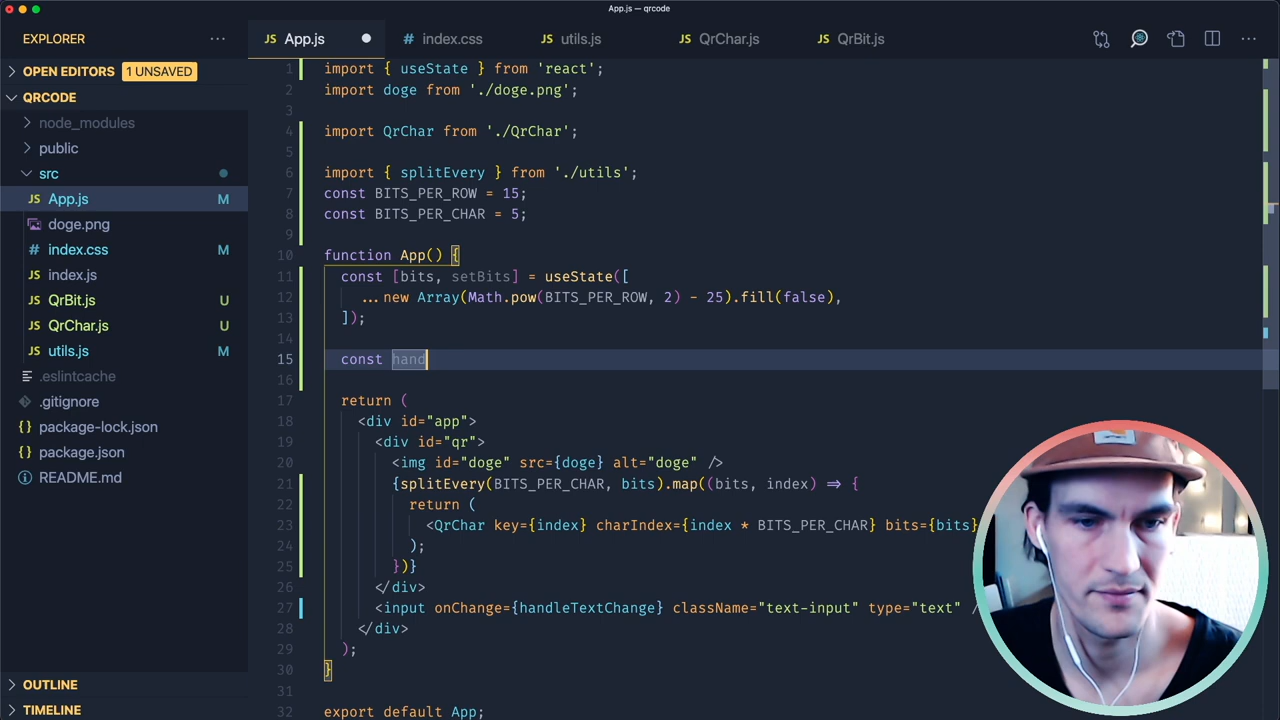 App.js — qrcode
EXPLORER
App.js
index.css
utils.js
QrChar.js
QrBit.js
OPEN EDITORS 1 UNSAVED
QRCODE
node_modules
public
src
App.js M
doge.png
index.css M
index.js
QrBit.js U
QrChar.js U
utils.js M
.eslintcache
.gitignore
package-lock.json
package.json
README.md
OUTLINE
TIMELINE
1 import { useState } from 'react';
2 import doge from './doge.png';
3
4 import QrChar from './QrChar';
5
6 import { splitEvery } from './utils';
7 const BITS_PER_ROW = 15;
8 const BITS_PER_CHAR = 5;
9
10 function App() {
11 const [bits, setBits] = useState([
12 ...new Array(Math.pow(BITS_PER_ROW, 2) - 25).fill(false),
13 ]);
14
15 const hand
16
17 return (
18 <div id="app">
19 <div id="qr">
20 <img id="doge" src={doge} alt="doge" />
21 {splitEvery(BITS_PER_CHAR, bits).map((bits, index) => {
22 return (
23 <QrChar key={index} charIndex={index * BITS_PER_CHAR} bits={bits}
24 );
25 })}
26 </div>
27 <input onChange={handleTextChange} className="text-input" type="text" /
28 </div>
29 );
30 }
31
32 export default App;